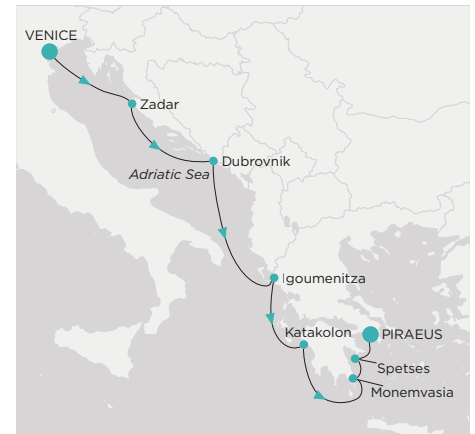 VENICE
Zadar
Dubrovnik
Adriatic Sea
Igoumenitza
Katakolon
PIRAEUS
Spetses
Monemvasia